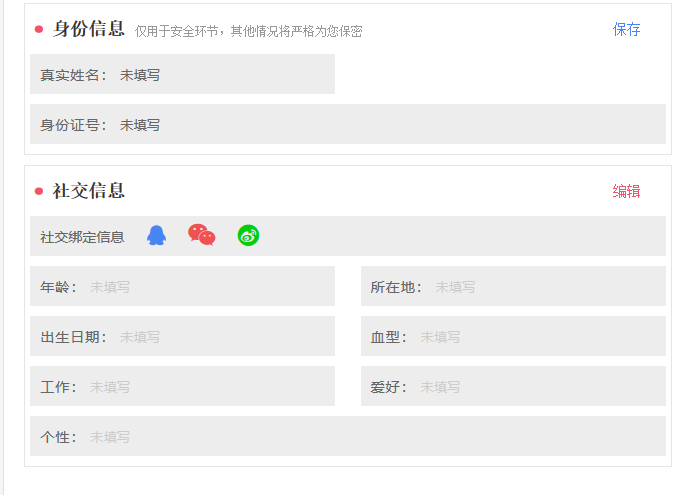 身份信息 仅用于安全环节，其他情况将严格为您保密 保存
真实姓名： 未填写
身份证号： 未填写
社交信息 编辑
社交绑定信息
年龄： 未填写 所在地： 未填写
出生日期： 未填写 血型： 未填写
工作： 未填写 爱好： 未填写
个性： 未填写